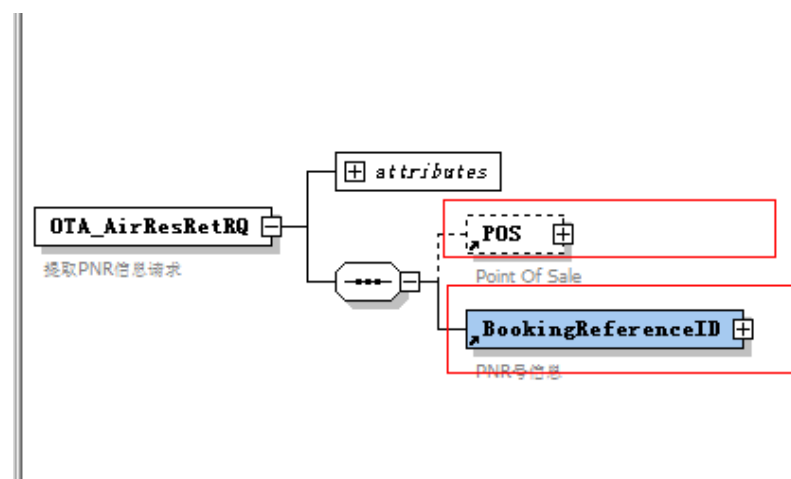 attributes
OTA_AirResRetRQ
提取PNR信息请求
POS
Point Of Sale
BookingReferenceID
PNR号信息